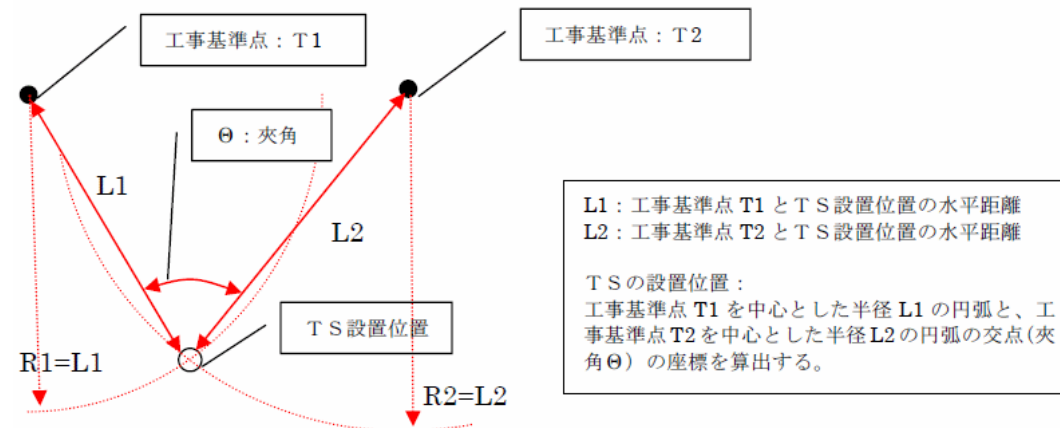 工事基準点：T1
工事基準点：T2
Θ：夾角
L1
L2
L1：工事基準点 T1 とＴＳ設置位置の水平距離
L2：工事基準点 T2 とＴＳ設置位置の水平距離
ＴＳの設置位置：
工事基準点 T1 を中心とした半径 L1 の円弧と、工
事基準点 T2 を中心とした半径 L2 の円弧の交点(夾
角Θ）の座標を算出する。
ＴＳ設置位置
R1=L1
R2=L2